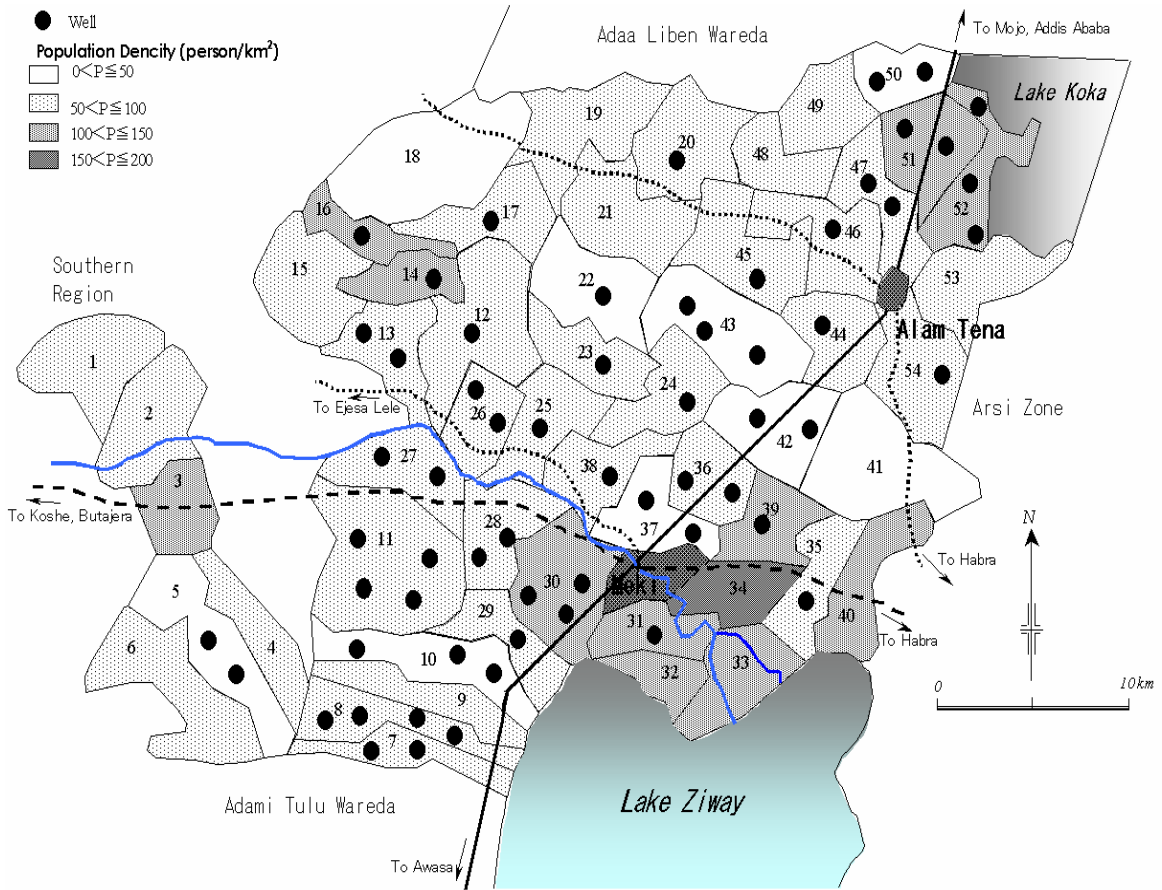 Well
Population Dencity (person/km²)
0<P≦50
50<P≦100
100<P≦150
150<P≦200
Adaa Liben Wareda
To Mojo, Addis Ababa
Lake Koka
50
49
19
20
48
51
18
47
52
16
17
21
46
15
14
45
53
Southern
Region
22
43
44
Alam Tena
13
12
23
54
1
24
Arsi Zone
2
To Ejesa Lele
26
25
42
41
27
38
36
3
To Koshe, Butajera
28
37
39
N
11
35
To Habra
5
30
Meki
34
29
31
40
To Habra
6
4
10
33
32
9
0
10km
8
7
Adami Tulu Wareda
Lake Ziway
To Awasa